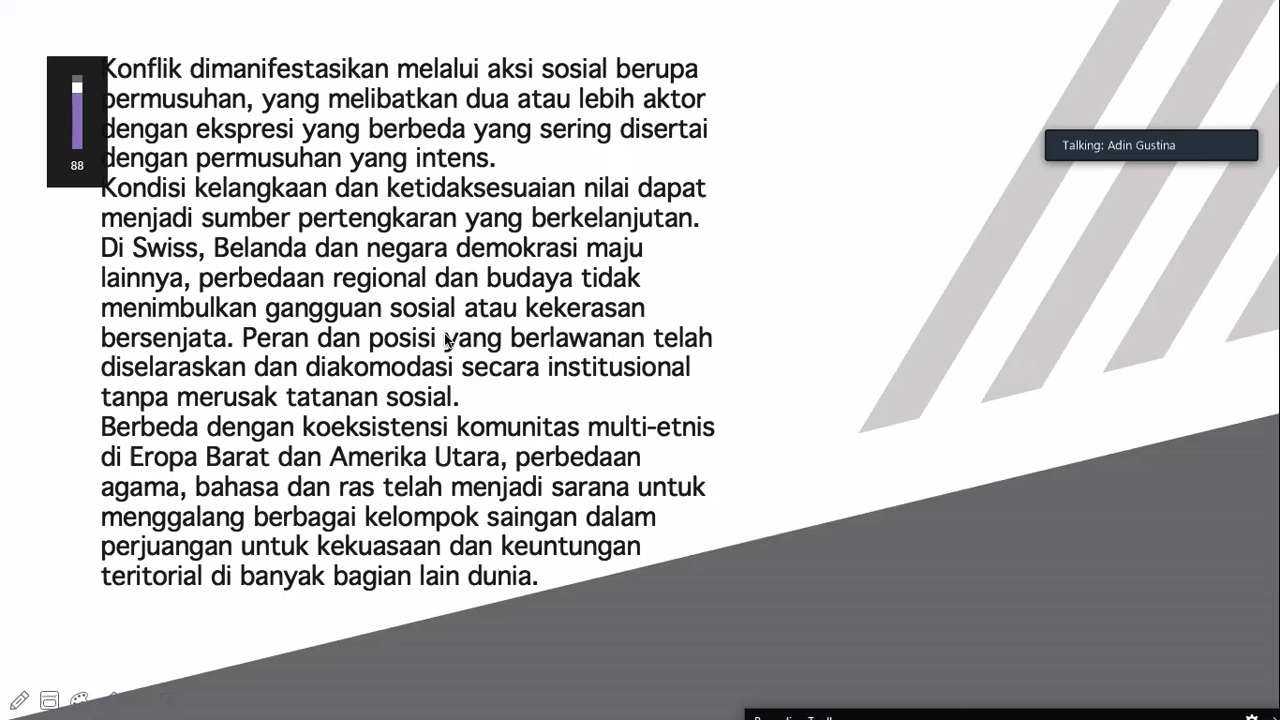 Konflik dimanifestasikan melalui aksi sosial berupa
permusuhan, yang melibatkan dua atau lebih aktor
dengan ekspresi yang berbeda yang sering disertai
dengan permusuhan yang intens.
Kondisi kelangkaan dan ketidaksesuaian nilai dapat
menjadi sumber pertengkaran yang berkelanjutan.
Di Swiss, Belanda dan negara demokrasi maju
lainnya, perbedaan regional dan budaya tidak
menimbulkan gangguan sosial atau kekerasan
bersenjata. Peran dan posisi yang berlawanan telah
diselaraskan dan diakomodasi secara institusional
tanpa merusak tatanan sosial.
Berbeda dengan koeksistensi komunitas multi-etnis
di Eropa Barat dan Amerika Utara, perbedaan
agama, bahasa dan ras telah menjadi sarana untuk
menggalang berbagai kelompok saingan dalam
perjuangan untuk kekuasaan dan keuntungan
teritorial di banyak bagian lain dunia.
88
Talking: Adin Gustina